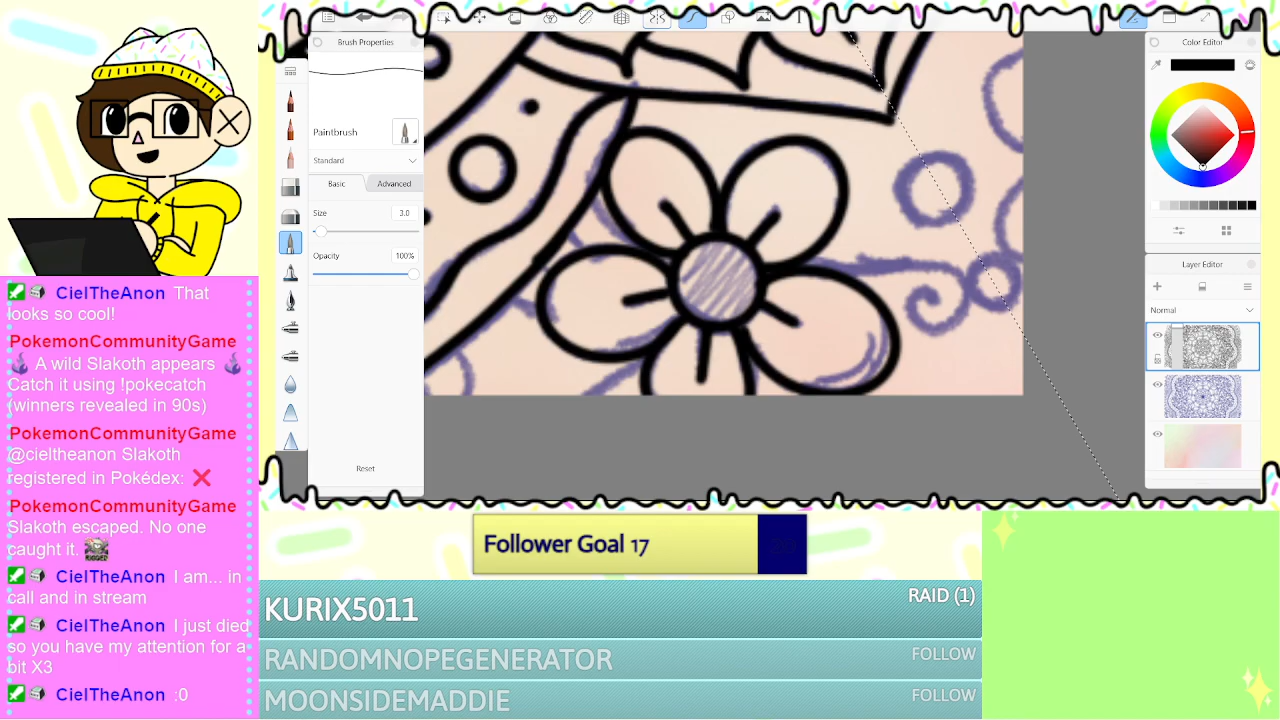 Brush Properties
Paintbrush
Standard
Basic
Advanced
Size
3.0
Opacity
100%
Reset
Color Editor
Layer Editor
Normal
CielTheAnon That
looks so cool!
PokemonCommunityGame
A wild Slakoth appears
Catch it using !pokecatch
(winners revealed in 90s)
PokemonCommunityGame
@cieltheanon Slakoth
registered in Pokédex: ❌
PokemonCommunityGame
Slakoth escaped. No one
caught it.
CielTheAnon I am... in
call and in stream
CielTheAnon I just died
so you have my attention for a
bit X3
CielTheAnon :0
Follower Goal 17
KURIX5011
RAID (1)
RANDOMNOPEGENERATOR
FOLLOW
MOONSIDEMADDIE
FOLLOW